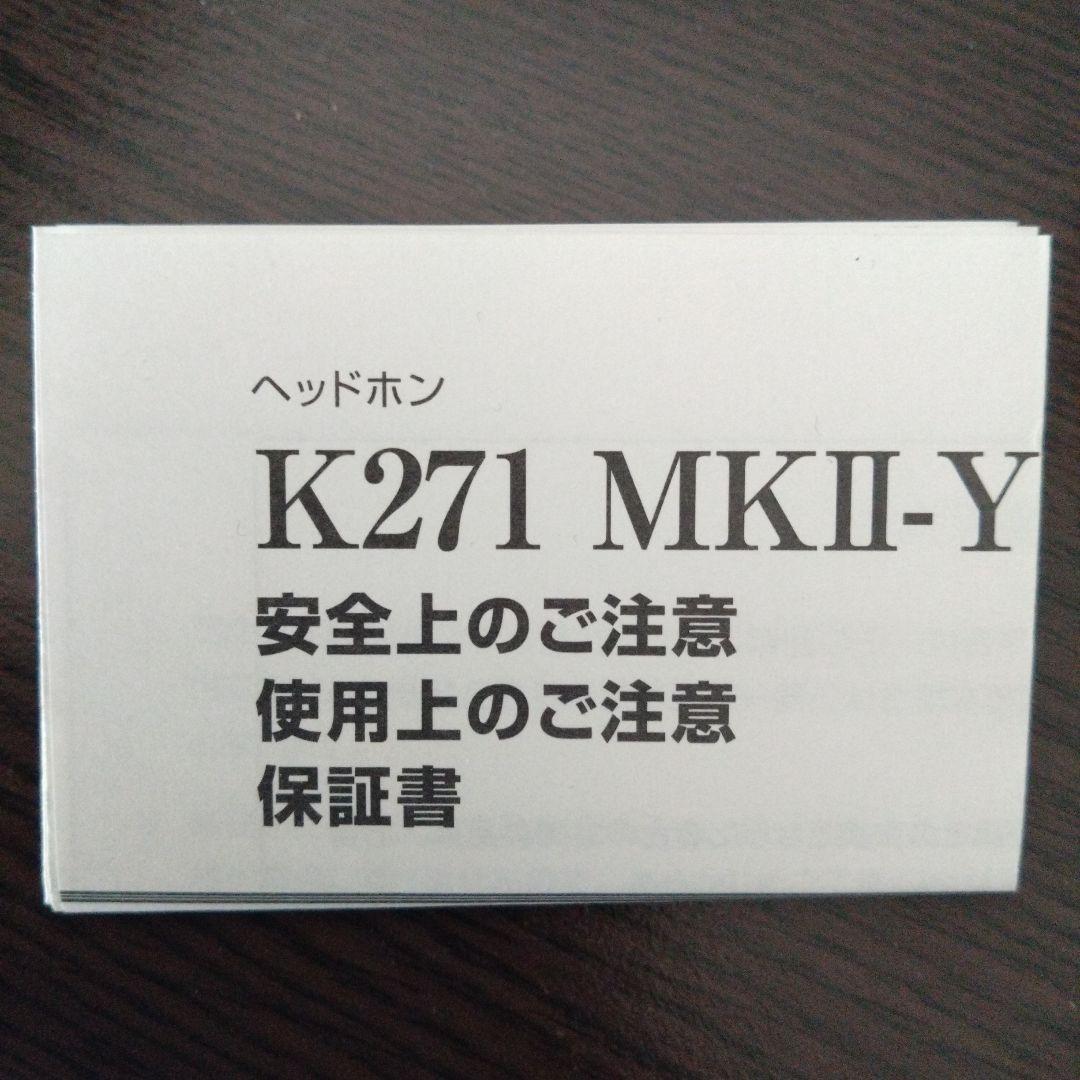 ヘッドホン
K271 MKII-Y
安全上のご注意
使用上のご注意
保証書